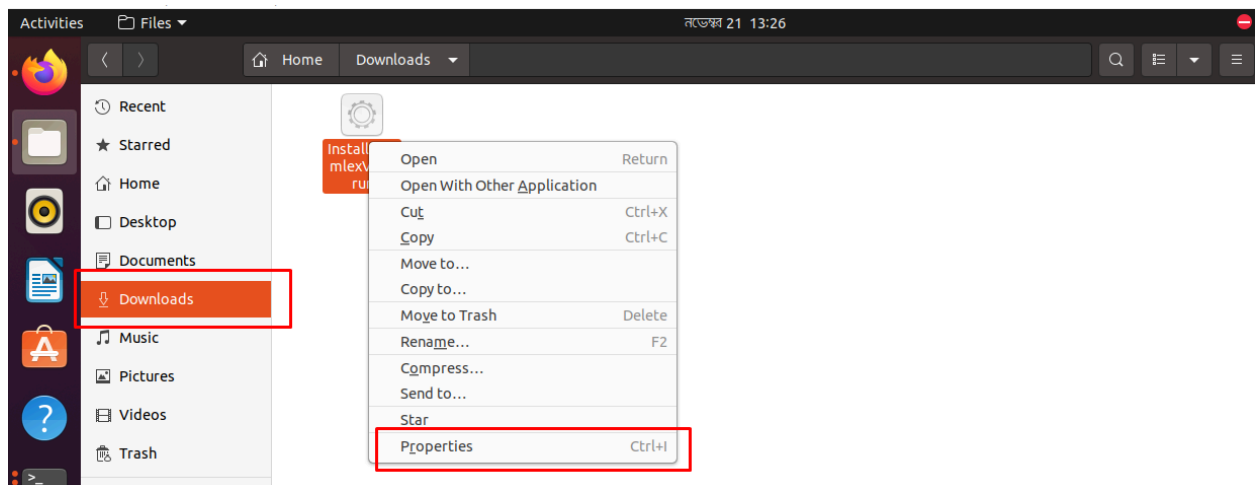 Activities
Files
নভেম্বর 21 13:26
Home
Downloads
Recent
Starred
Home
Desktop
Documents
Downloads
Music
Pictures
Videos
Trash
Open Return
Open With Other Application
Cut Ctrl+X
Copy Ctrl+C
Move to…
Copy to…
Move to Trash Delete
Rename… F2
Compress…
Send to…
Star
Properties Ctrl+I